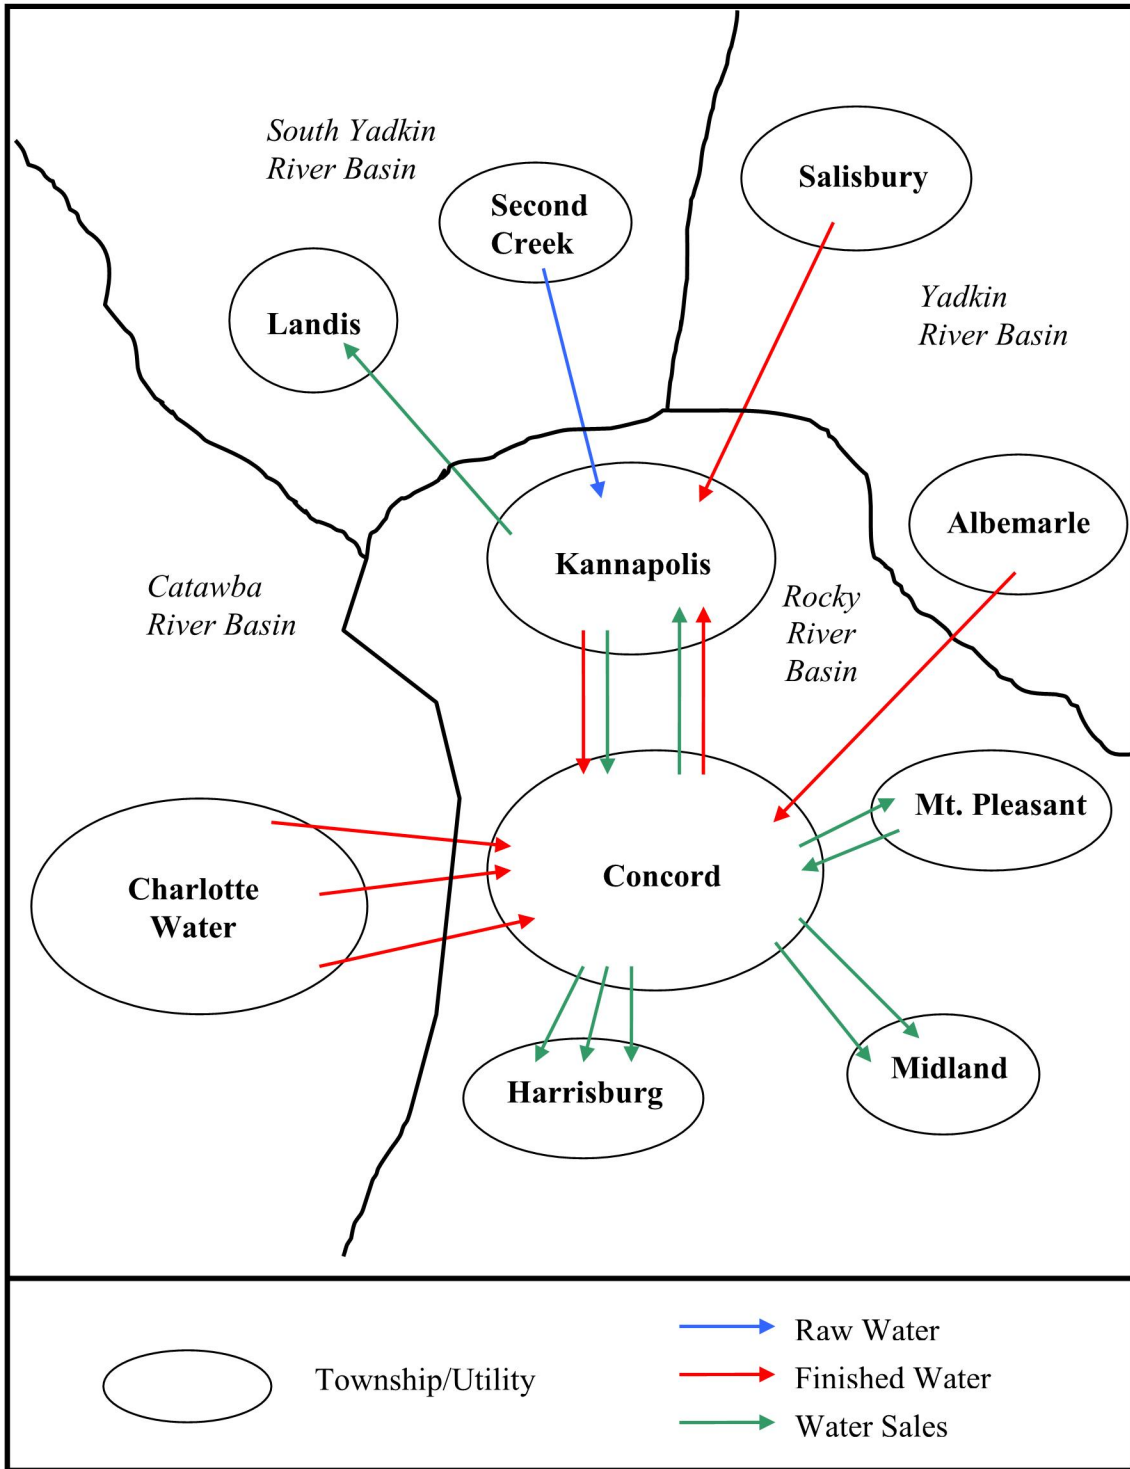 South Yadkin
River Basin
Salisbury
Second
Creek
Yadkin
River Basin
Landis
Albemarle
Kannapolis
Catawba
River Basin
Rocky
River
Basin
Mt. Pleasant
Charlotte
Water
Concord
Midland
Harrisburg
Township/Utility
Raw Water
Finished Water
Water Sales